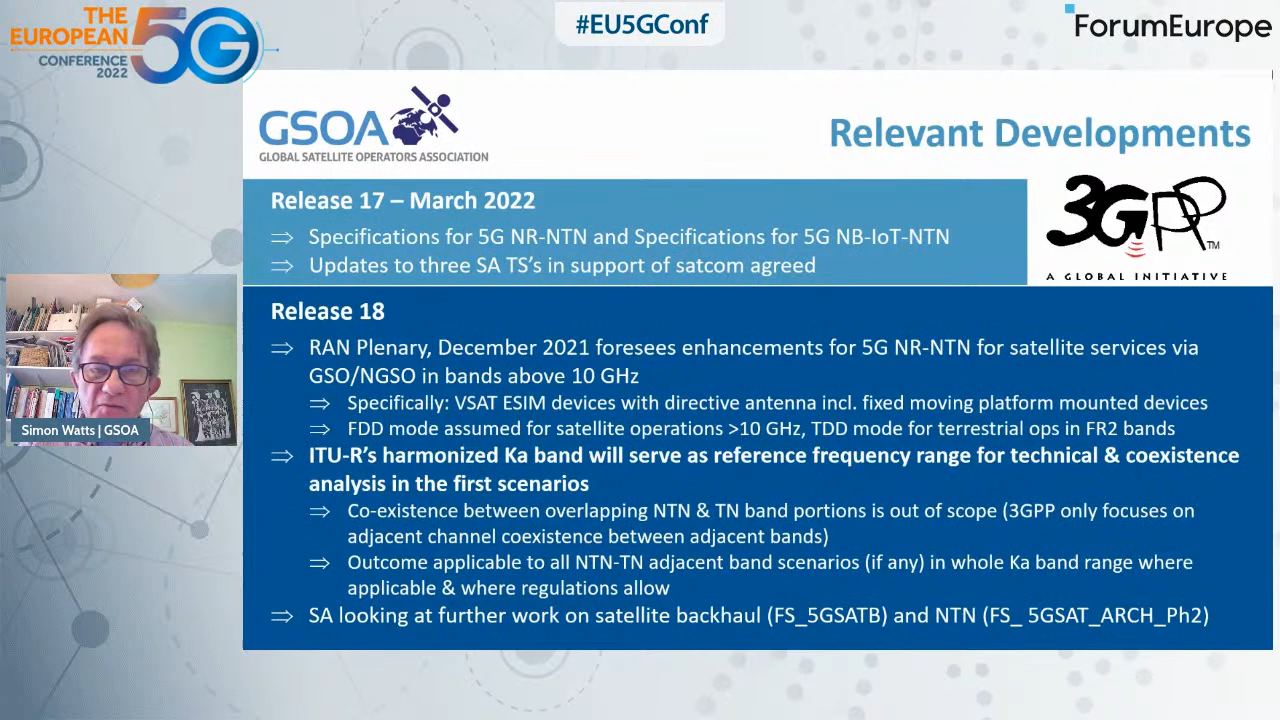 THE
EUROPEAN
5G
CONFERENCE
2022
#EU5GConf
ForumEurope
GSOA
GLOBAL SATELLITE OPERATORS ASSOCIATION
Relevant Developments
3GPP
TM
A GLOBAL INITIATIVE
Release 17 – March 2022
⇒ Specifications for 5G NR-NTN and Specifications for 5G NB-IoT-NTN
⇒ Updates to three SA TS's in support of satcom agreed
Release 18
⇒ RAN Plenary, December 2021 foresees enhancements for 5G NR-NTN for satellite services via
GSO/NGSO in bands above 10 GHz
⇒ Specifically: VSAT ESIM devices with directive antenna incl. fixed moving platform mounted devices
⇒ FDD mode assumed for satellite operations >10 GHz, TDD mode for terrestrial ops in FR2 bands
⇒ ITU-R's harmonized Ka band will serve as reference frequency range for technical & coexistence
analysis in the first scenarios
⇒ Co-existence between overlapping NTN & TN band portions is out of scope (3GPP only focuses on
adjacent channel coexistence between adjacent bands)
⇒ Outcome applicable to all NTN-TN adjacent band scenarios (if any) in whole Ka band range where
applicable & where regulations allow
⇒ SA looking at further work on satellite backhaul (FS_5GSATB) and NTN (FS_ 5GSAT_ARCH_Ph2)
Simon Watts | GSOA